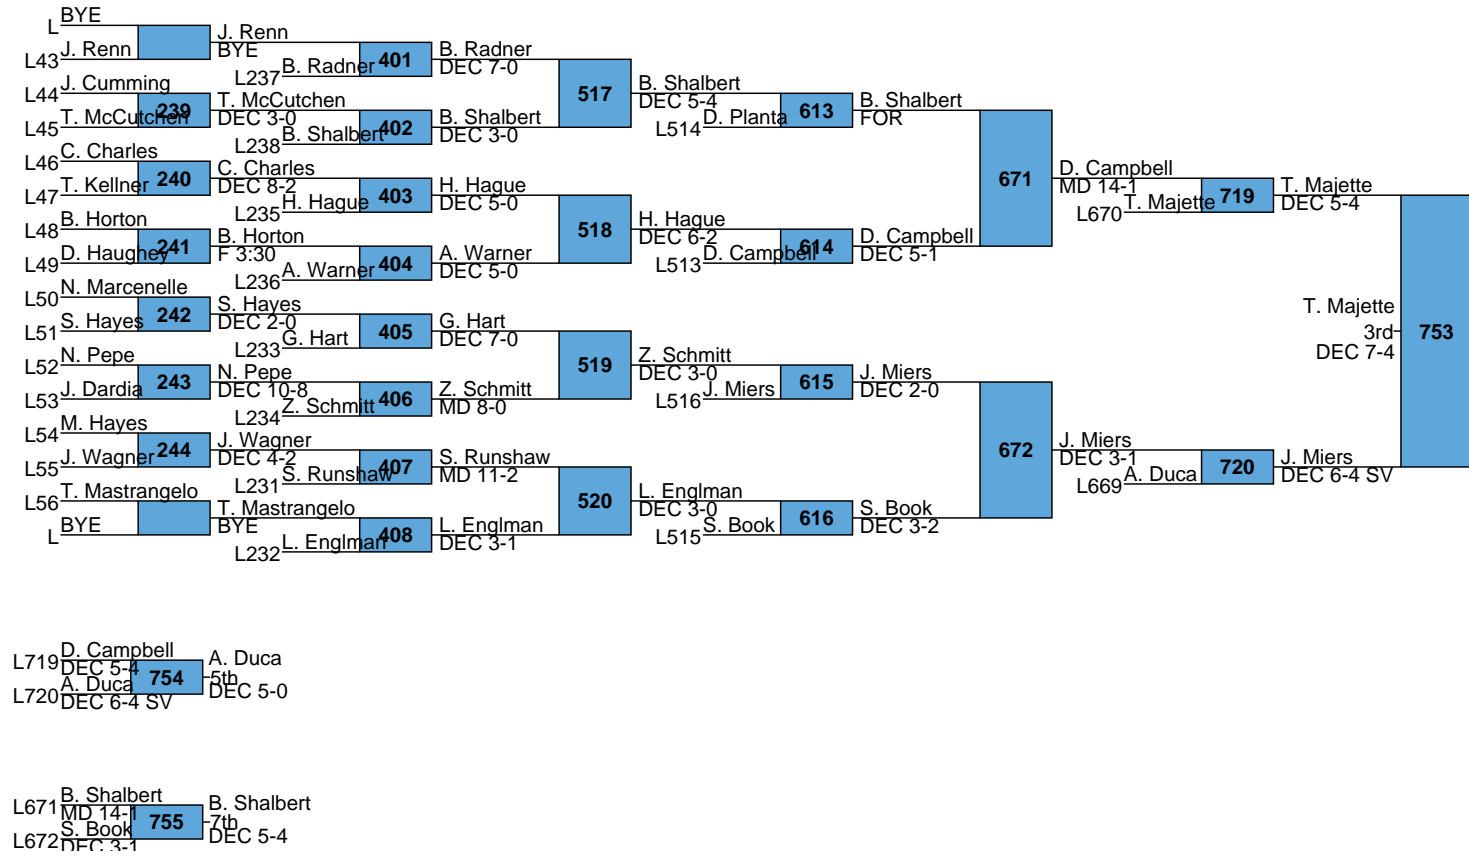 BYE
L
J. Renn
L43
J. Renn
BYE
J. Cumming
L44
239
T. McCutchen
L45
T. McCutchen
DEC 3-0
C. Charles
L46
240
T. Kellner
L47
C. Charles
DEC 8-2
B. Horton
L48
241
D. Haughey
L49
B. Horton
F 3:30
N. Marcenelle
L50
242
S. Hayes
L51
S. Hayes
DEC 2-0
N. Pepe
L52
243
J. Dardia
L53
N. Pepe
DEC 10-8
M. Hayes
L54
244
J. Wagner
L55
J. Wagner
DEC 4-2
T. Mastrangelo
L56
BYE
L
T. Mastrangelo
BYE
L237
B. Radner
401
B. Radner
DEC 7-0
L238
B. Shalbert
402
B. Shalbert
DEC 3-0
L235
H. Hague
403
H. Hague
DEC 5-0
L236
A. Warner
404
A. Warner
DEC 5-0
L233
G. Hart
405
G. Hart
DEC 7-0
L234
Z. Schmitt
406
Z. Schmitt
MD 8-0
L231
S. Runshaw
407
S. Runshaw
MD 11-2
L232
L. Englman
408
L. Englman
DEC 3-1
517
B. Shalbert
DEC 5-4
518
H. Hague
DEC 6-2
519
Z. Schmitt
DEC 3-0
520
L. Englman
DEC 3-0
L514
D. Planta
613
B. Shalbert
FOR
L513
D. Campbell
614
D. Campbell
DEC 5-1
L516
J. Miers
615
J. Miers
DEC 2-0
L515
S. Book
616
S. Book
DEC 3-2
671
D. Campbell
MD 14-1
672
J. Miers
DEC 3-1
L670
T. Majette
719
T. Majette
DEC 5-4
L669
A. Duca
720
J. Miers
DEC 6-4 SV
753
T. Majette
3rd
DEC 7-4
L719
D. Campbell
DEC 5-4
754
L720
A. Duca
DEC 6-4 SV
A. Duca
5th
DEC 5-0
L671
B. Shalbert
MD 14-1
755
L672
S. Book
DEC 3-1
B. Shalbert
7th
DEC 5-4